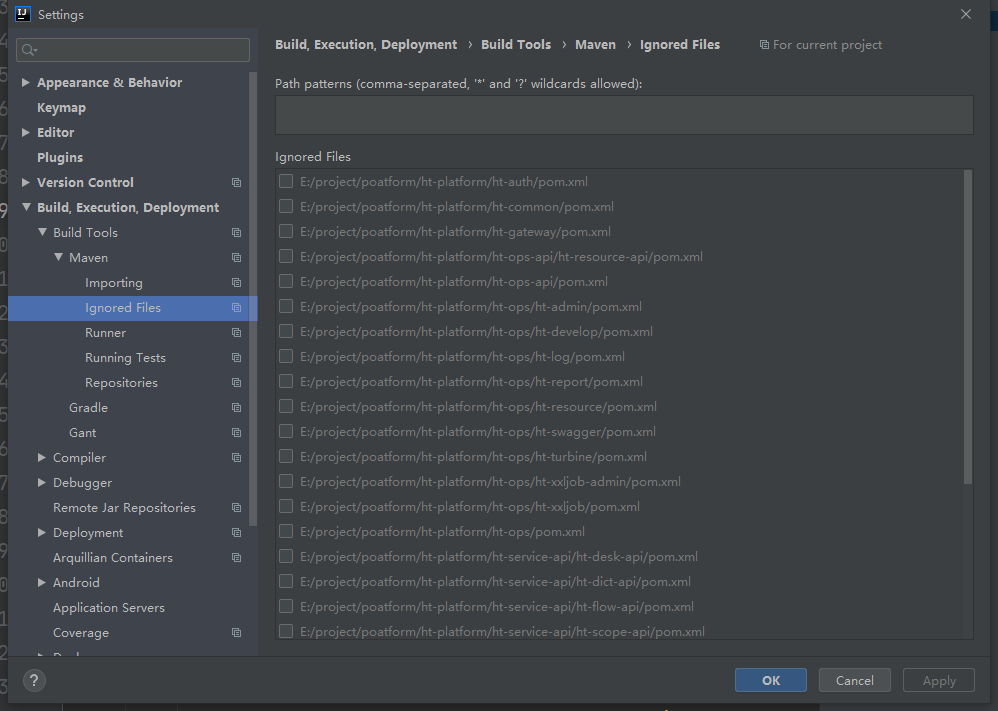 Settings
Appearance & Behavior
Keymap
Editor
Plugins
Version Control
Build, Execution, Deployment
Build Tools
Maven
Importing
Ignored Files
Runner
Running Tests
Repositories
Gradle
Gant
Compiler
Debugger
Remote Jar Repositories
Deployment
Arquillian Containers
Android
Application Servers
Coverage
Build, Execution, Deployment › Build Tools › Maven › Ignored Files For current project
Path patterns (comma-separated, '*' and '?' wildcards allowed):
Ignored Files
E:/project/poatform/ht-platform/ht-auth/pom.xml
E:/project/poatform/ht-platform/ht-common/pom.xml
E:/project/poatform/ht-platform/ht-gateway/pom.xml
E:/project/poatform/ht-platform/ht-ops-api/ht-resource-api/pom.xml
E:/project/poatform/ht-platform/ht-ops-api/pom.xml
E:/project/poatform/ht-platform/ht-ops/ht-admin/pom.xml
E:/project/poatform/ht-platform/ht-ops/ht-develop/pom.xml
E:/project/poatform/ht-platform/ht-ops/ht-log/pom.xml
E:/project/poatform/ht-platform/ht-ops/ht-report/pom.xml
E:/project/poatform/ht-platform/ht-ops/ht-resource/pom.xml
E:/project/poatform/ht-platform/ht-ops/ht-swagger/pom.xml
E:/project/poatform/ht-platform/ht-ops/ht-turbine/pom.xml
E:/project/poatform/ht-platform/ht-ops/ht-xxljob-admin/pom.xml
E:/project/poatform/ht-platform/ht-ops/ht-xxljob/pom.xml
E:/project/poatform/ht-platform/ht-ops/pom.xml
E:/project/poatform/ht-platform/ht-service-api/ht-desk-api/pom.xml
E:/project/poatform/ht-platform/ht-service-api/ht-dict-api/pom.xml
E:/project/poatform/ht-platform/ht-service-api/ht-flow-api/pom.xml
E:/project/poatform/ht-platform/ht-service-api/ht-scope-api/pom.xml
?
OK
Cancel
Apply